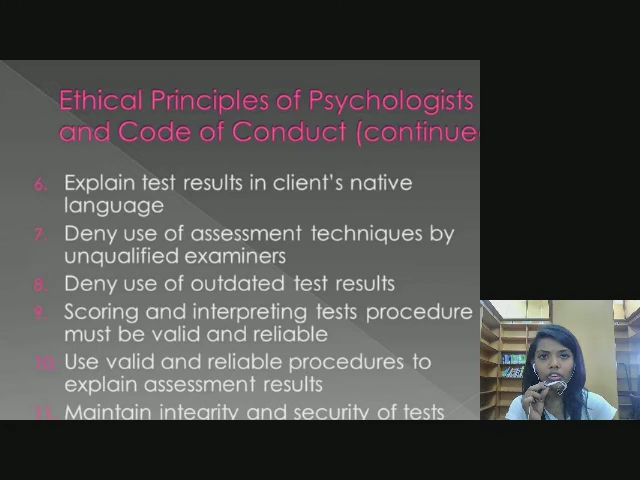 Ethical Principles of Psychologists
and Code of Conduct (continue
6. Explain test results in client's native
language
7. Deny use of assessment techniques by
unqualified examiners
8. Deny use of outdated test results
9. Scoring and interpreting tests procedure
must be valid and reliable
10. Use valid and reliable procedures to
explain assessment results
11. Maintain integrity and security of tests